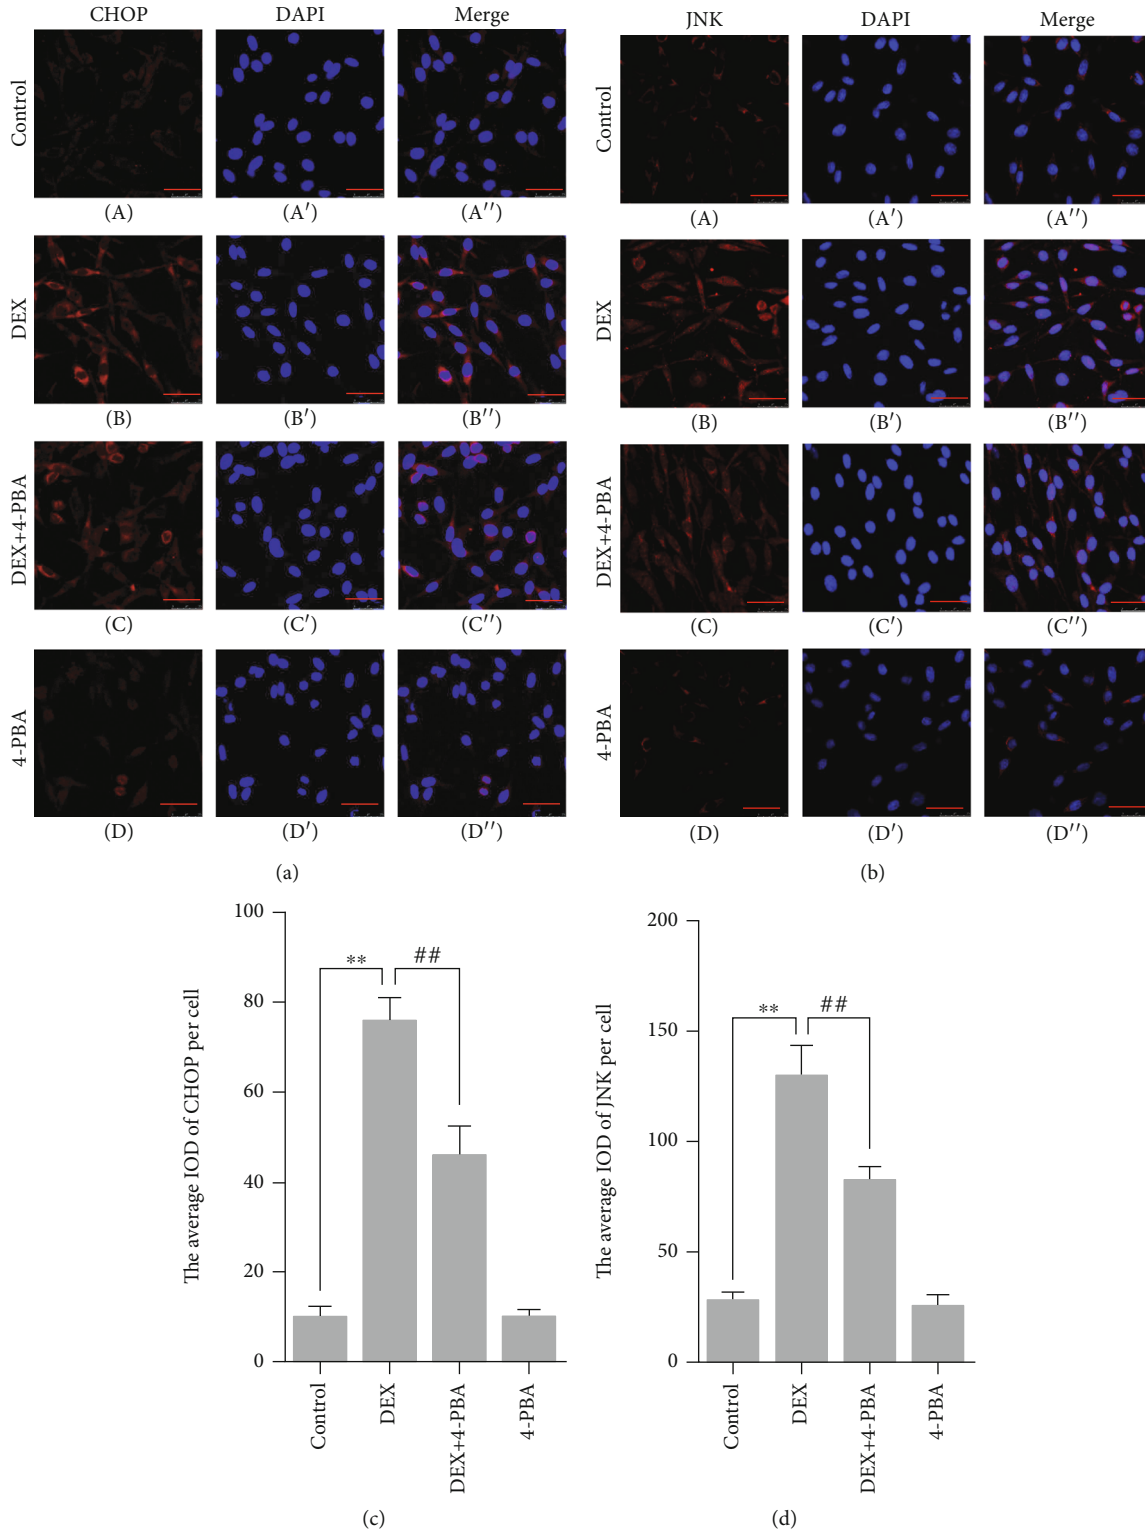 CHOP DAPI Merge
Control
(A) (A′) (A′′)
DEX
(B) (B′) (B′′)
DEX+4-PBA
(C) (C′) (C′′)
4-PBA
(D) (D′) (D′′)
(a)
JNK DAPI Merge
Control
(A) (A′) (A′′)
DEX
(B) (B′) (B′′)
DEX+4-PBA
(C) (C′) (C′′)
4-PBA
(D) (D′) (D′′)
(b)
The average IOD of CHOP per cell
100
80
60
40
20
0
** ##
Control
DEX
DEX+4-PBA
4-PBA
(c)
The average IOD of JNK per cell
200
150
100
50
0
** ##
Control
DEX
DEX+4-PBA
4-PBA
(d)